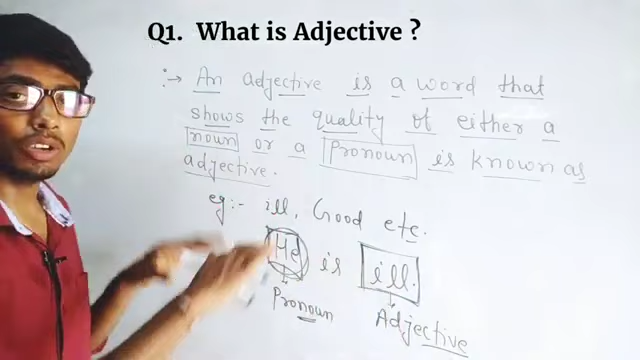 Q1. What is Adjective ?
:→ An adjective is a word that
shows the quality of either a
noun or a Pronoun is known as
adjective.
eg:- ill, Good etc.
He is ill.
Pronoun Adjective